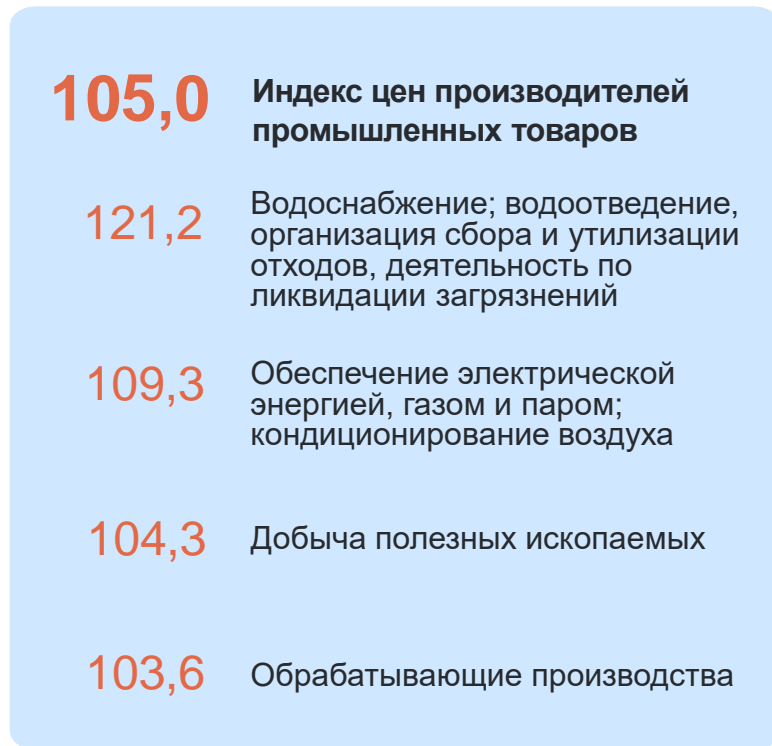 105,0 Индекс цен производителей
промышленных товаров
121,2 Водоснабжение; водоотведение,
организация сбора и утилизации
отходов, деятельность по
ликвидации загрязнений
109,3 Обеспечение электрической
энергией, газом и паром;
кондиционирование воздуха
104,3 Добыча полезных ископаемых
103,6 Обрабатывающие производства